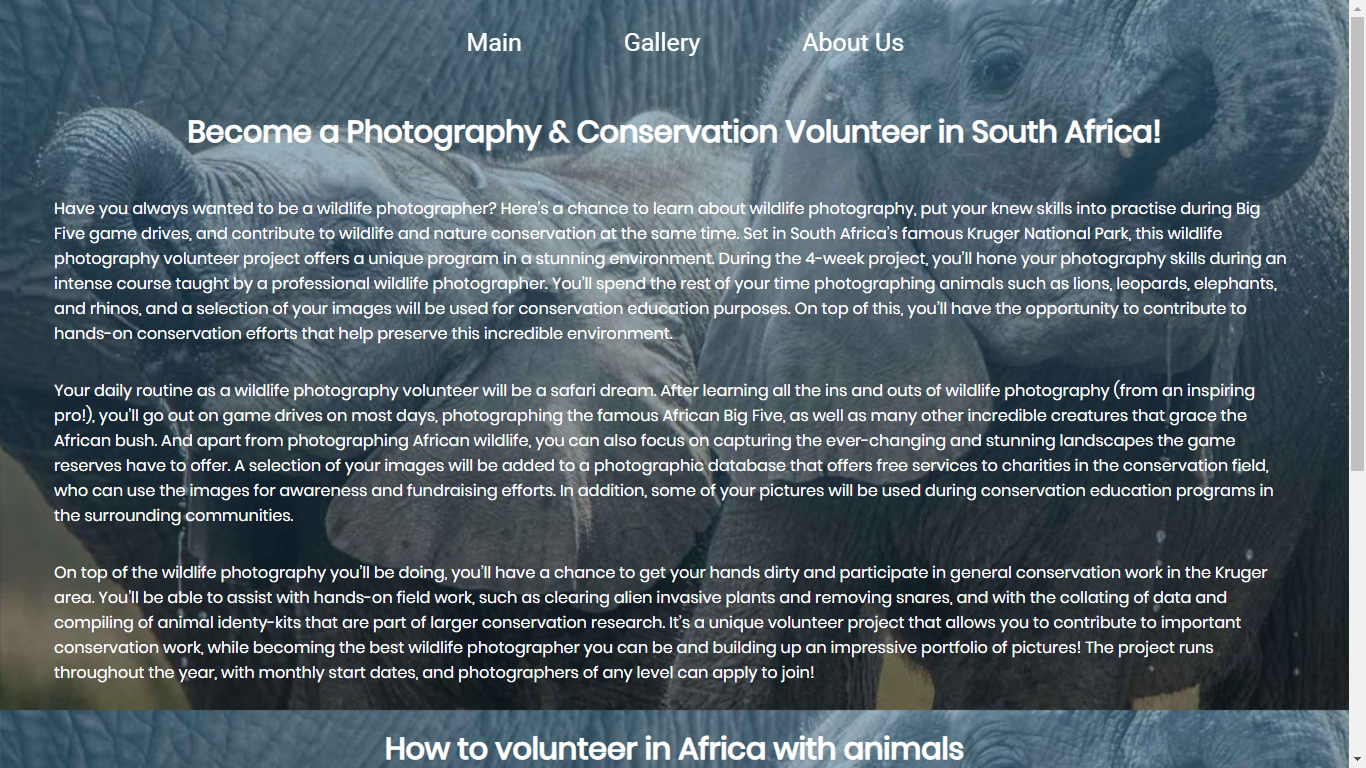 Main Gallery About Us
Become a Photography & Conservation Volunteer in South Africa!
Have you always wanted to be a wildlife photographer? Here's a chance to learn about wildlife photography, put your knew skills into practise during Big
Five game drives, and contribute to wildlife and nature conservation at the same time. Set in South Africa's famous Kruger National Park, this wildlife
photography volunteer project offers a unique program in a stunning environment. During the 4-week project, you'll hone your photography skills during an
intense course taught by a professional wildlife photographer. You'll spend the rest of your time photographing animals such as lions, leopards, elephants,
and rhinos, and a selection of your images will be used for conservation education purposes. On top of this, you'll have the opportunity to contribute to
hands-on conservation efforts that help preserve this incredible environment.
Your daily routine as a wildlife photography volunteer will be a safari dream. After learning all the ins and outs of wildlife photography (from an inspiring
pro!), you'll go out on game drives on most days, photographing the famous African Big Five, as well as many other incredible creatures that grace the
African bush. And apart from photographing African wildlife, you can also focus on capturing the ever-changing and stunning landscapes the game
reserves have to offer. A selection of your images will be added to a photographic database that offers free services to charities in the conservation field,
who can use the images for awareness and fundraising efforts. In addition, some of your pictures will be used during conservation education programs in
the surrounding communities.
On top of the wildlife photography you'll be doing, you'll have a chance to get your hands dirty and participate in general conservation work in the Kruger
area. You'll be able to assist with hands-on field work, such as clearing alien invasive plants and removing snares, and with the collating of data and
compiling of animal identy-kits that are part of larger conservation research. It's a unique volunteer project that allows you to contribute to important
conservation work, while becoming the best wildlife photographer you can be and building up an impressive portfolio of pictures! The project runs
throughout the year, with monthly start dates, and photographers of any level can apply to join!
How to volunteer in Africa with animals